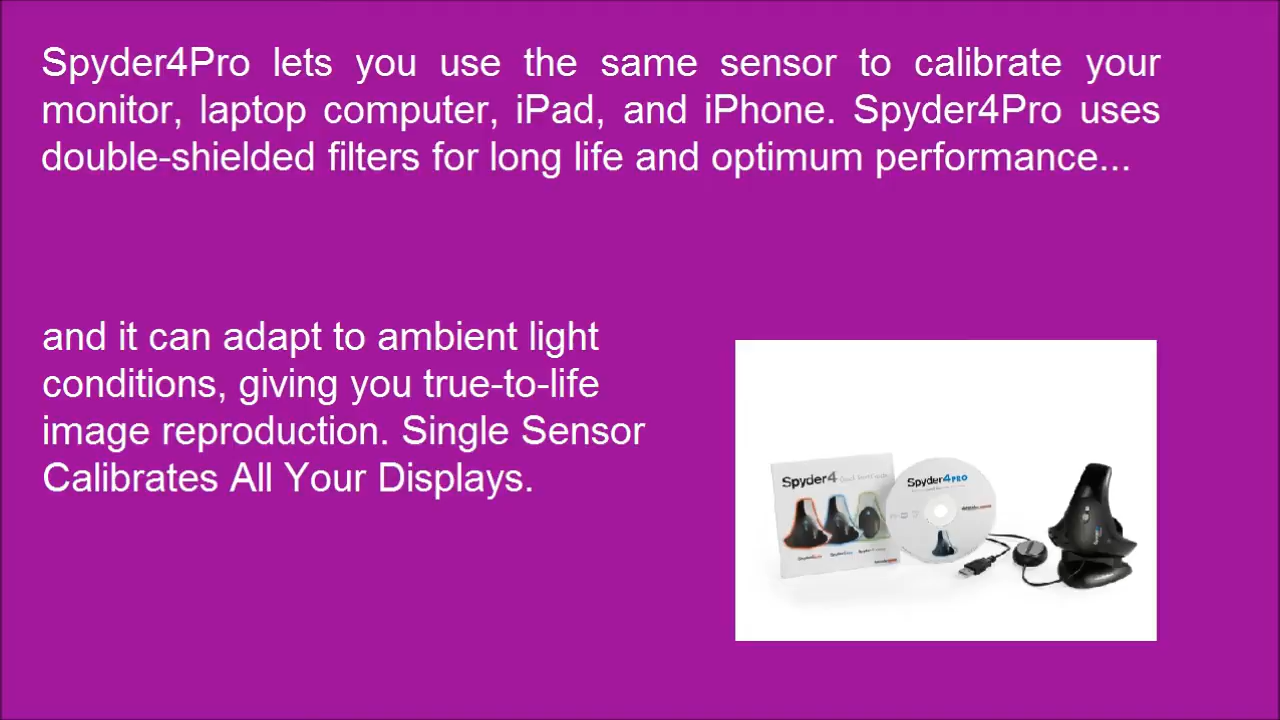 Spyder4Pro lets you use the same sensor to calibrate your
monitor, laptop computer, iPad, and iPhone. Spyder4Pro uses
double-shielded filters for long life and optimum performance...
and it can adapt to ambient light
conditions, giving you true-to-life
image reproduction. Single Sensor
Calibrates All Your Displays.
Spyder4
Spyder4PRO